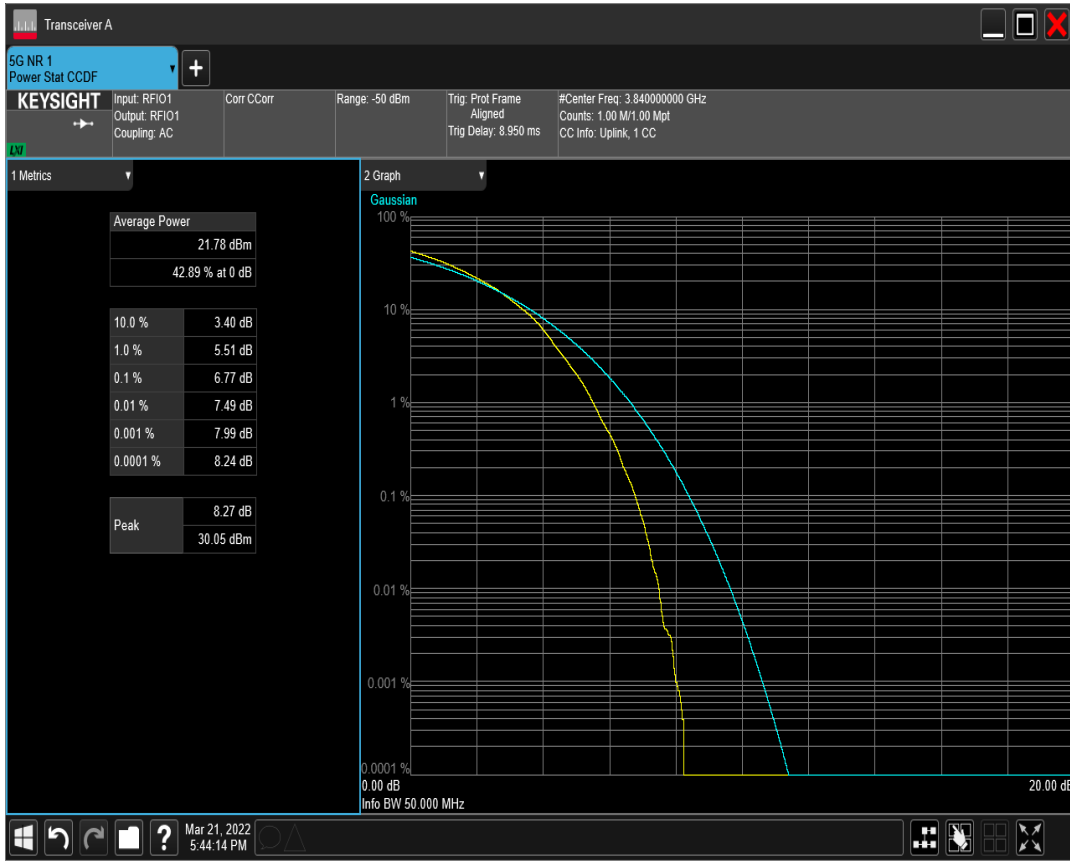 Transceiver A
5G NR 1
Power Stat CCDF
+
KEYSIGHT
LXI
Input: RFIO1
Output: RFIO1
Coupling: AC
Corr CCorr
Range: -50 dBm
Trig: Prot Frame
Aligned
Trig Delay: 8.950 ms
#Center Freq: 3.840000000 GHz
Counts: 1.00 M/1.00 Mpt
CC Info: Uplink, 1 CC
1 Metrics
Average Power
21.78 dBm
42.89 % at 0 dB
10.0 % 3.40 dB
1.0 % 5.51 dB
0.1 % 6.77 dB
0.01 % 7.49 dB
0.001 % 7.99 dB
0.0001 % 8.24 dB
Peak
8.27 dB
30.05 dBm
2 Graph
Gaussian
100 %
10 %
1 %
0.1 %
0.01 %
0.001 %
0.0001 %
0.00 dB 20.00 dB
Info BW 50.000 MHz
?
Mar 21, 2022
5:44:14 PM